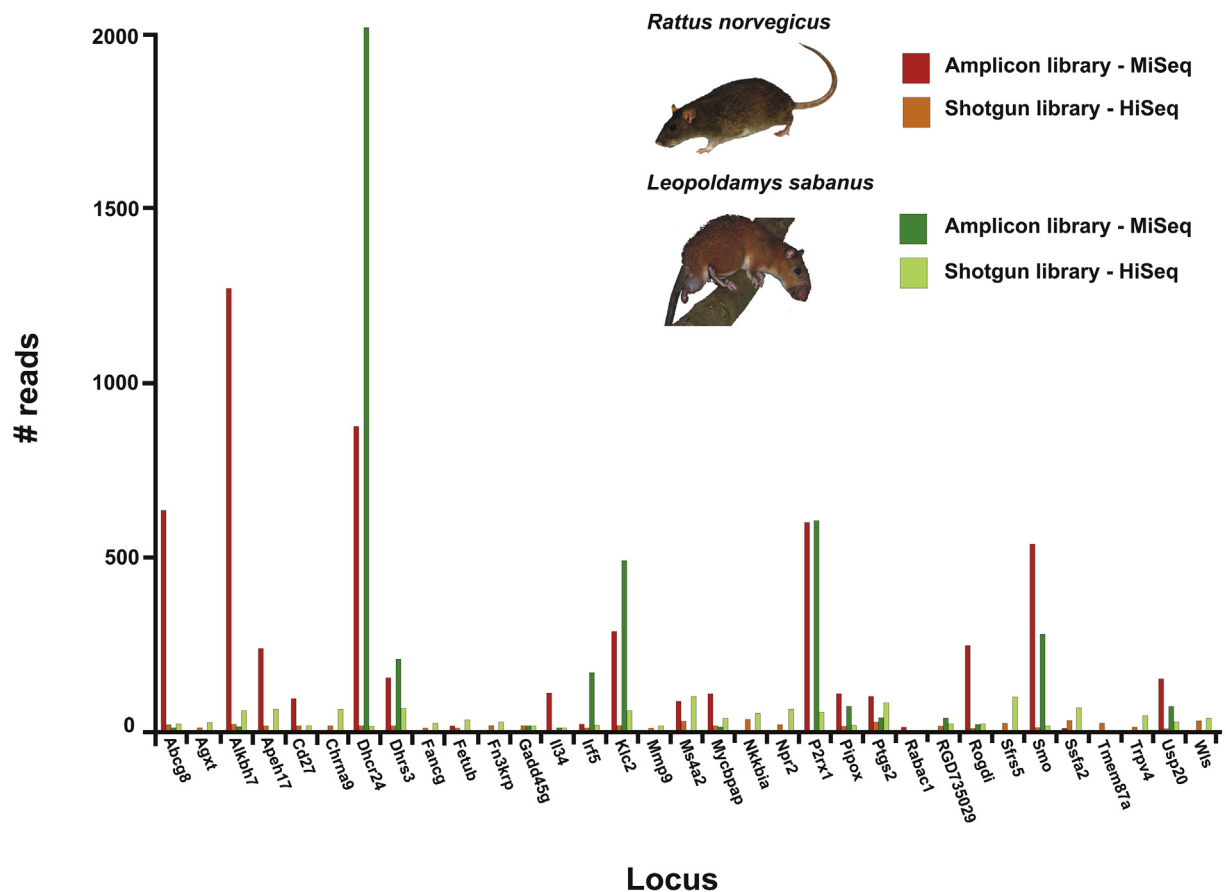 Rattus norvegicus
Amplicon library - MiSeq
Shotgun library - HiSeq
Leopoldamys sabanus
Amplicon library - MiSeq
Shotgun library - HiSeq
# reads
2000
1500
1000
500
0
Abcg8
Agxt
Alkbh7
Apeh17
Cd27
Chrna9
Dhcr24
Dhrs3
Fancg
Fetub
Fn3krp
Gadd45g
Il34
Irf5
Klc2
Mmp9
Ms4a2
Mycbpap
Nkkbia
Npr2
P2rx1
Pipox
Ptgs2
Rabac1
RGD735029
Rogdi
Sfrs5
Smo
Ssfa2
Tmem87a
Trpv4
Usp20
Wls
Locus